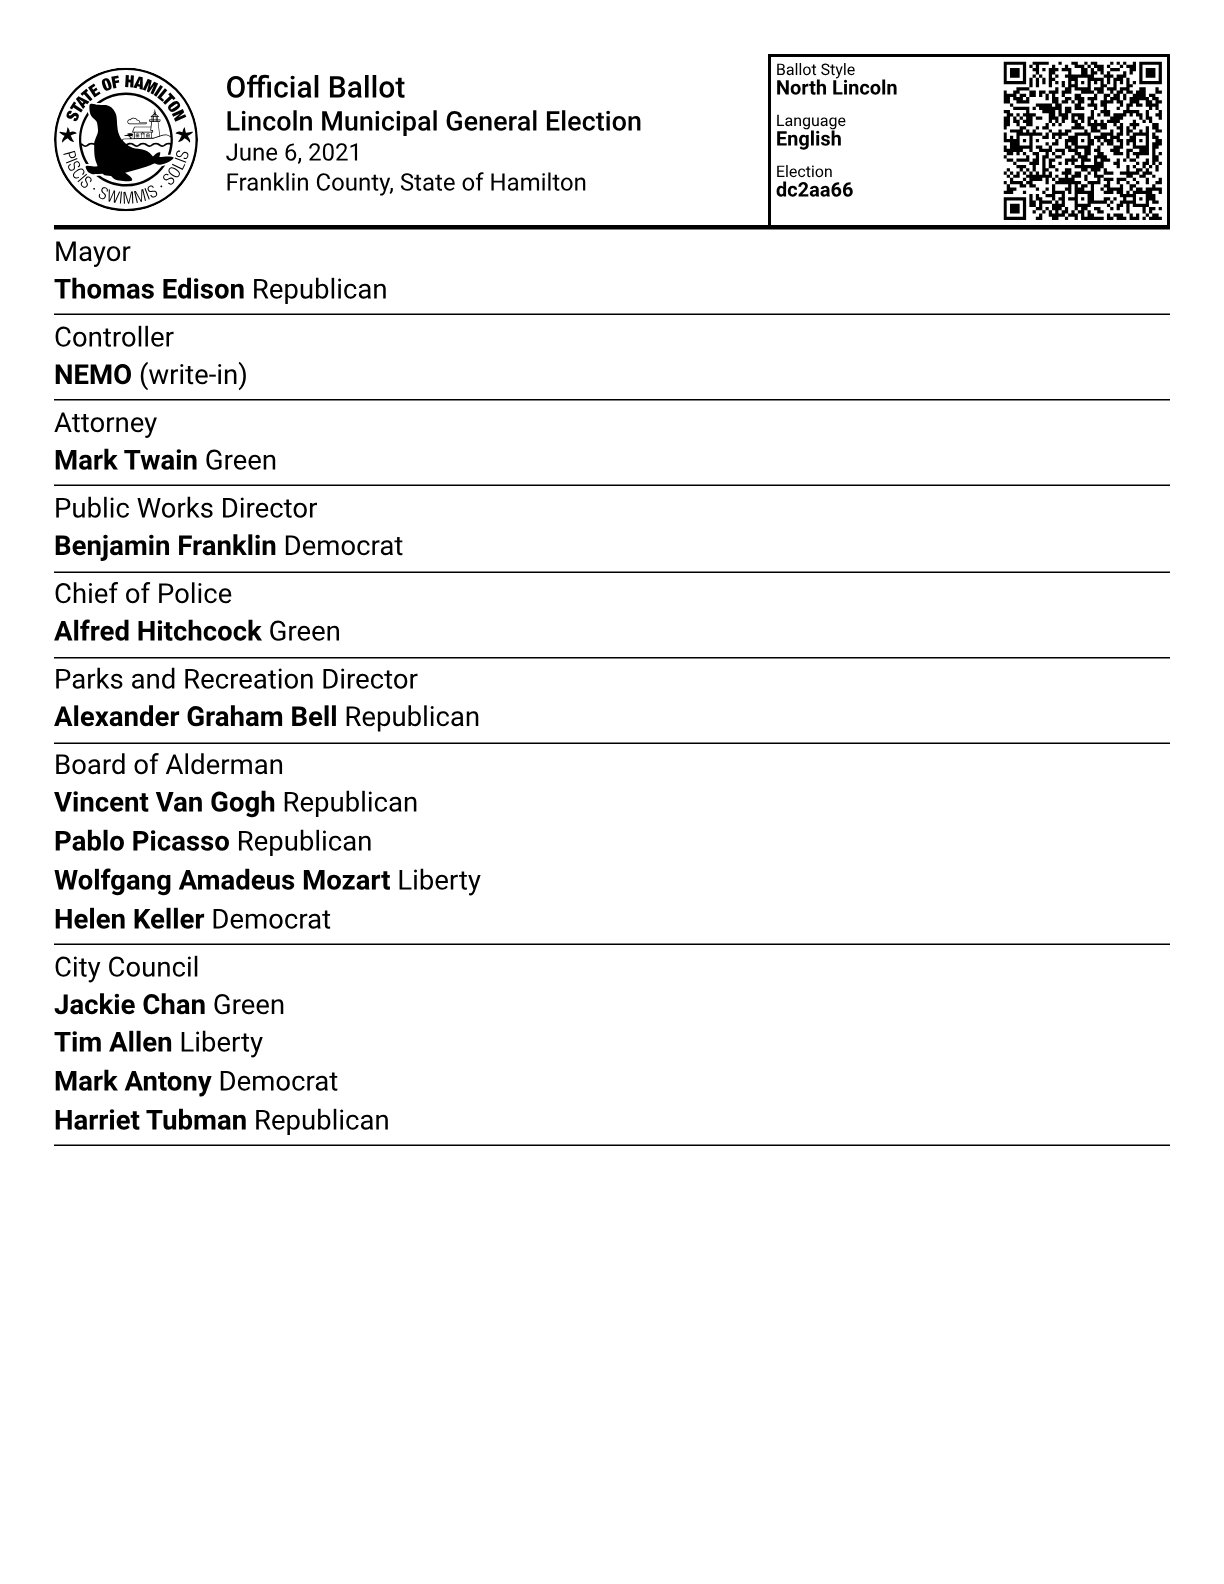 STATE OF HAMILTON
PISCIS · SWIMMIS · SOLIS
Official Ballot
Lincoln Municipal General Election
June 6, 2021
Franklin County, State of Hamilton
Ballot Style
North Lincoln
Language
English
Election
dc2aa66
Mayor
Thomas Edison Republican
Controller
NEMO (write-in)
Attorney
Mark Twain Green
Public Works Director
Benjamin Franklin Democrat
Chief of Police
Alfred Hitchcock Green
Parks and Recreation Director
Alexander Graham Bell Republican
Board of Alderman
Vincent Van Gogh Republican
Pablo Picasso Republican
Wolfgang Amadeus Mozart Liberty
Helen Keller Democrat
City Council
Jackie Chan Green
Tim Allen Liberty
Mark Antony Democrat
Harriet Tubman Republican